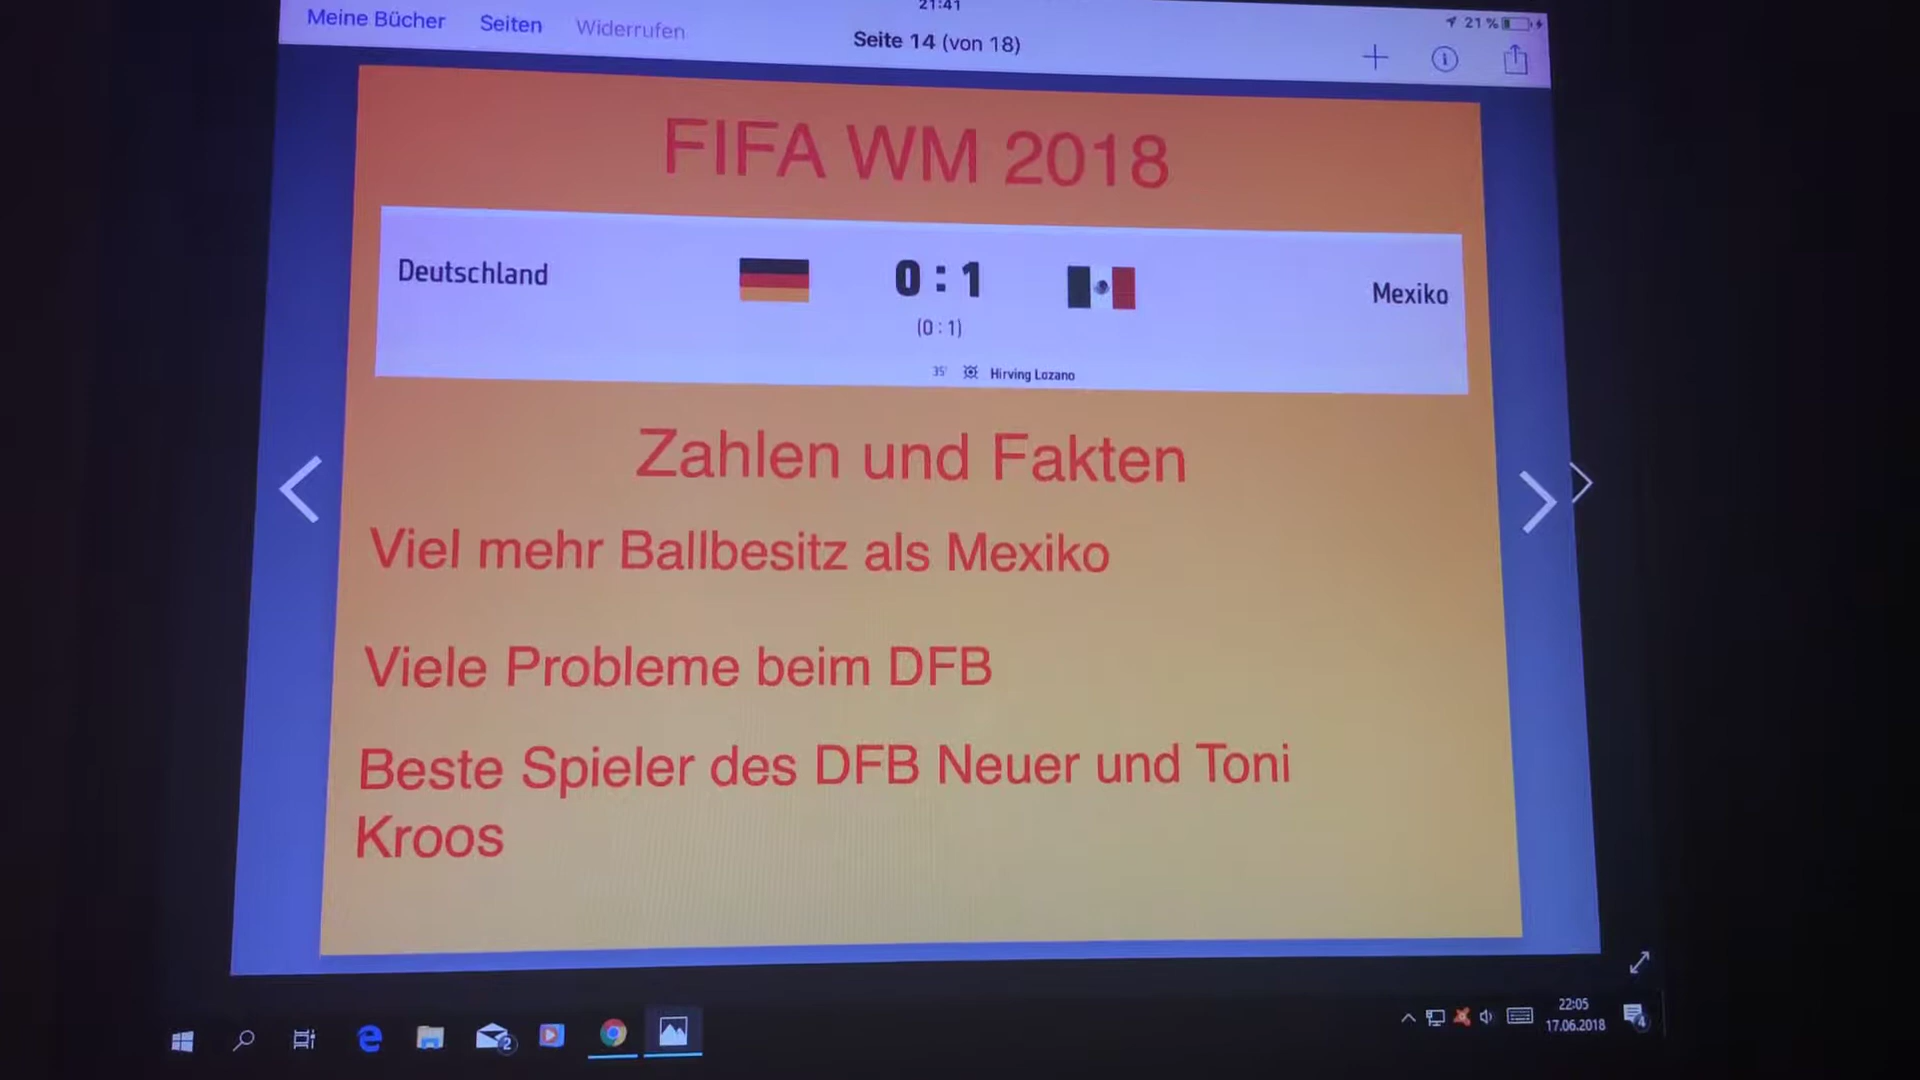 21:41
Meine Bücher Seiten Widerrufen
Seite 14 (von 18)
21 %
FIFA WM 2018
Deutschland 0 : 1 Mexiko
(0 : 1)
35' Hirving Lozano
Zahlen und Fakten
Viel mehr Ballbesitz als Mexiko
Viele Probleme beim DFB
Beste Spieler des DFB Neuer und Toni
Kroos
2
22:05
17.06.2018
4